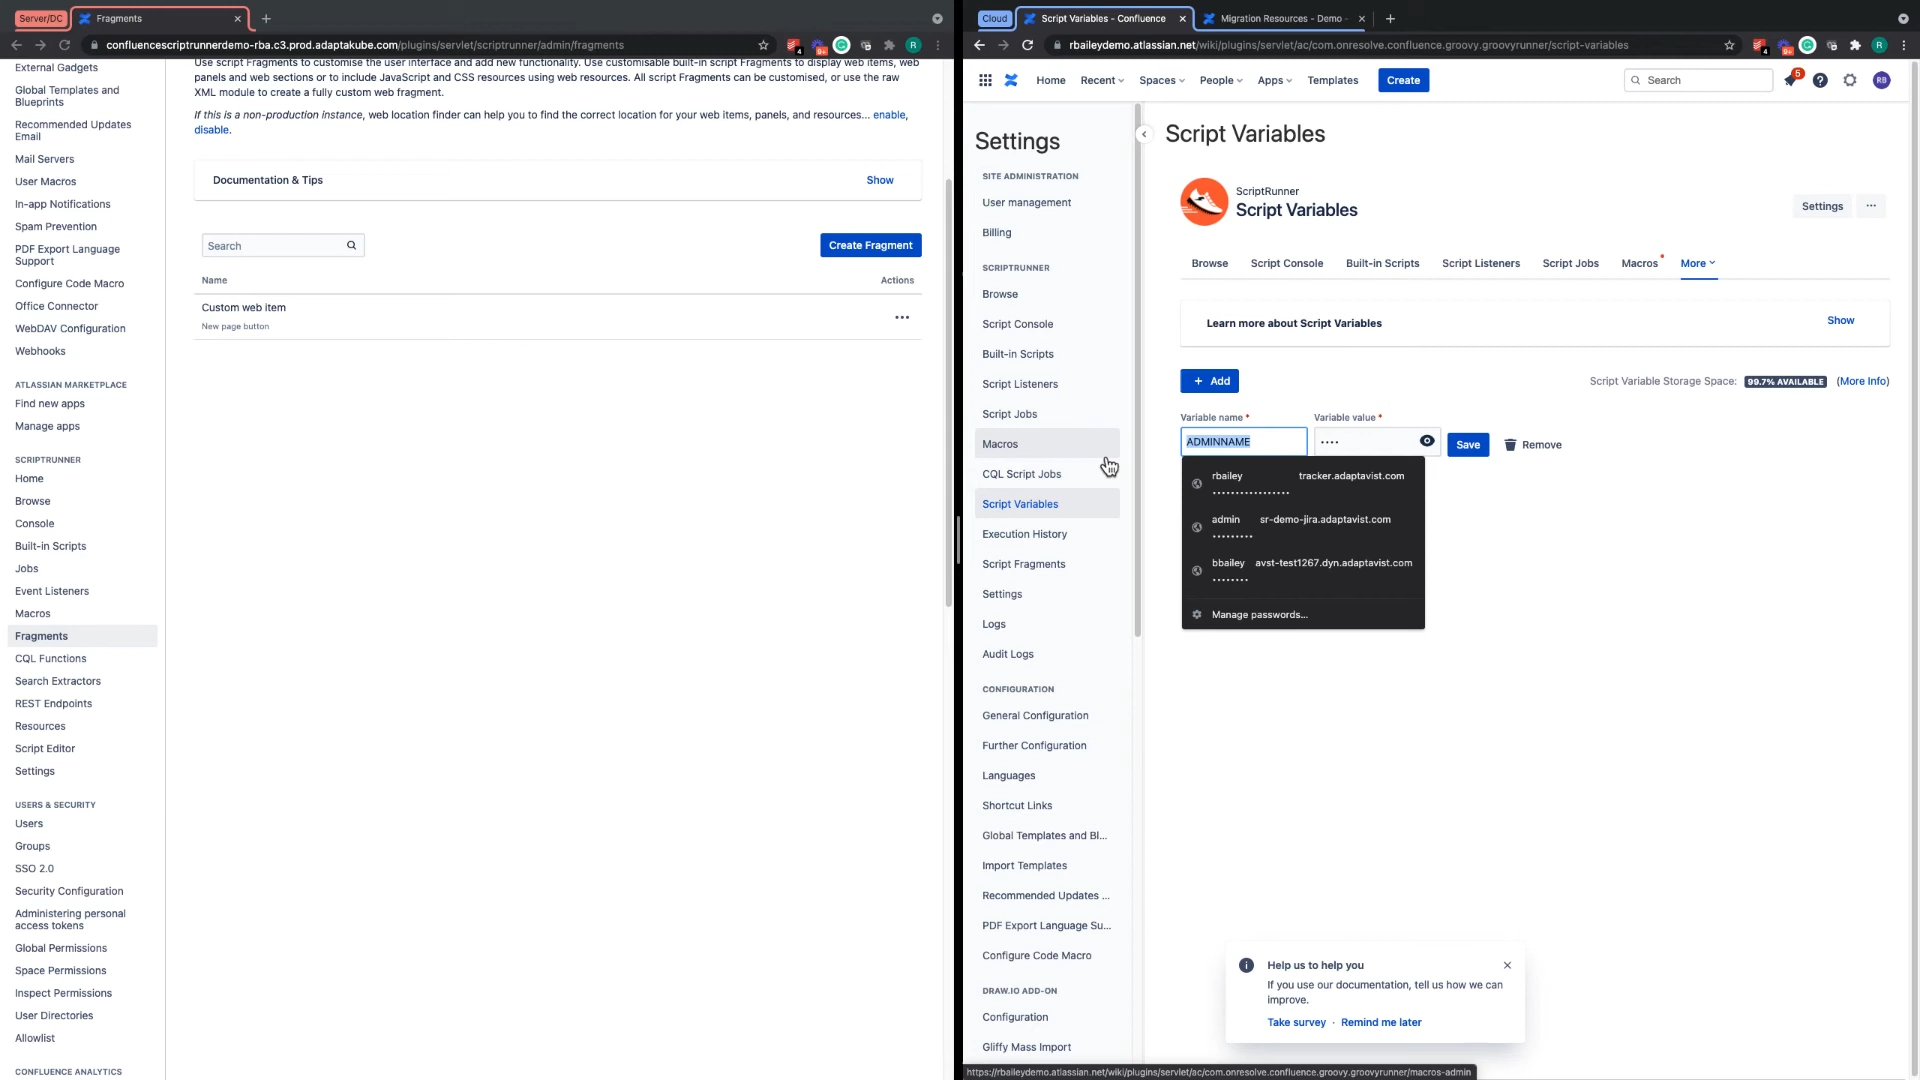 Server/DC
Fragments
confluencescriptrunnerdemo-rba.c3.prod.adaptakube.com/plugins/servlet/scriptrunner/admin/fragments
External Gadgets
Global Templates and
Blueprints
Recommended Updates
Email
Mail Servers
User Macros
In-app Notifications
Spam Prevention
PDF Export Language
Support
Configure Code Macro
Office Connector
WebDAV Configuration
Webhooks
ATLASSIAN MARKETPLACE
Find new apps
Manage apps
SCRIPTRUNNER
Home
Browse
Console
Built-in Scripts
Jobs
Event Listeners
Macros
Fragments
CQL Functions
Search Extractors
REST Endpoints
Resources
Script Editor
Settings
USERS & SECURITY
Users
Groups
SSO 2.0
Security Configuration
Administering personal
access tokens
Global Permissions
Space Permissions
Inspect Permissions
User Directories
Allowlist
CONFLUENCE ANALYTICS
Use script Fragments to customise the user interface and add new functionality. Use customisable built-in script Fragments to display web items, web
panels and web sections or to include JavaScript and CSS resources using web resources. All script Fragments can be customised, or use the raw
XML module to create a fully custom web fragment.
If this is a non-production instance, web location finder can help you to find the correct location for your web items, panels, and resources... enable,
disable.
Documentation & Tips
Show
Search
Create Fragment
Name
Actions
Custom web item
New page button
Cloud
Script Variables - Confluence
Migration Resources - Demo -
rbaileydemo.atlassian.net/wiki/plugins/servlet/ac/com.onresolve.confluence.groovy.groovyrunner/script-variables
Home
Recent
Spaces
People
Apps
Templates
Create
Search
5
RB
Settings
SITE ADMINISTRATION
User management
Billing
SCRIPTRUNNER
Browse
Script Console
Built-in Scripts
Script Listeners
Script Jobs
Macros
CQL Script Jobs
Script Variables
Execution History
Script Fragments
Settings
Logs
Audit Logs
CONFIGURATION
General Configuration
Further Configuration
Languages
Shortcut Links
Global Templates and Bl...
Import Templates
Recommended Updates ...
PDF Export Language Su...
Configure Code Macro
DRAW.IO ADD-ON
Configuration
Gliffy Mass Import
Script Variables
ScriptRunner
Script Variables
Settings
...
Browse
Script Console
Built-in Scripts
Script Listeners
Script Jobs
Macros
More
Learn more about Script Variables
Show
+ Add
Script Variable Storage Space: 99.7% AVAILABLE (More Info)
Variable name *
Variable value *
ADMINNAME
••••
Save
Remove
rbailey tracker.adaptavist.com
•••••••••••••••••
admin sr-demo-jira.adaptavist.com
•••••••••
bbailey avst-test1267.dyn.adaptavist.com
••••••••
Manage passwords...
Help us to help you
If you use our documentation, tell us how we can
improve.
Take survey · Remind me later
https://rbaileydemo.atlassian.net/wiki/plugins/servlet/ac/com.onresolve.confluence.groovy.groovyrunner/macros-admin